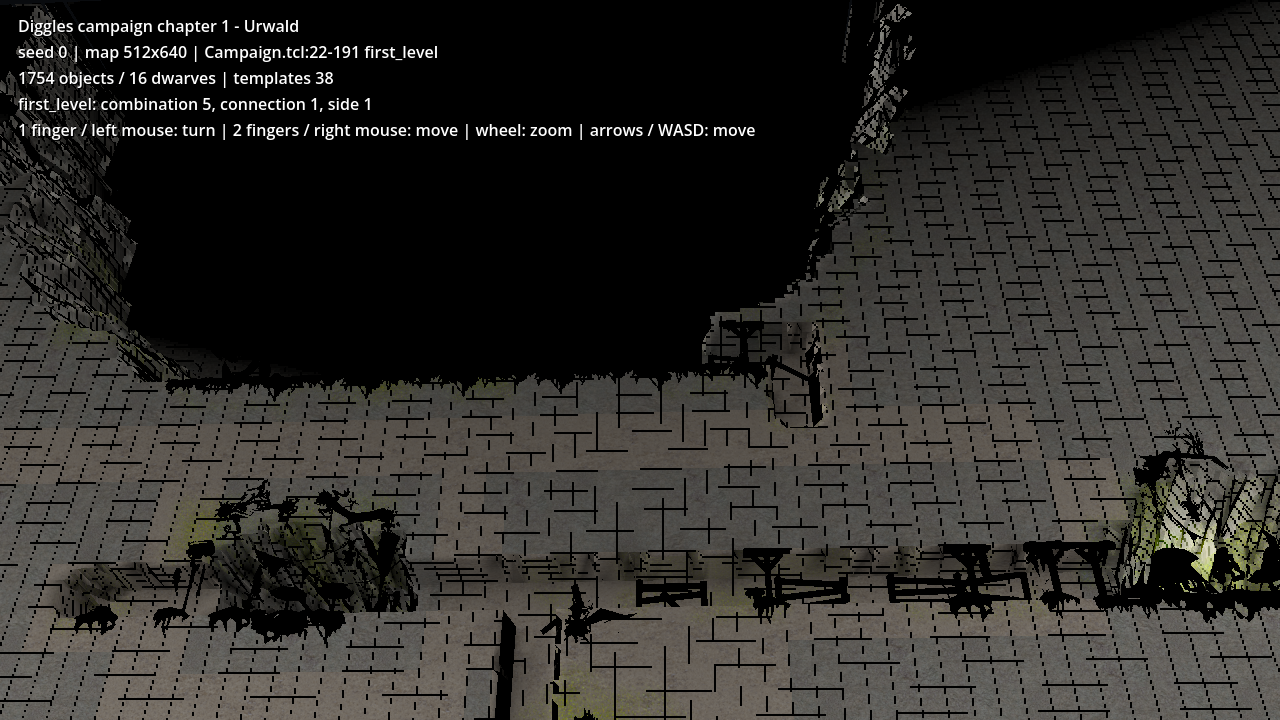 Diggles campaign chapter 1 - Urwald
seed 0 | map 512x640 | Campaign.tcl:22-191 first_level
1754 objects / 16 dwarves | templates 38
first_level: combination 5, connection 1, side 1
1 finger / left mouse: turn | 2 fingers / right mouse: move | wheel: zoom | arrows / WASD: move